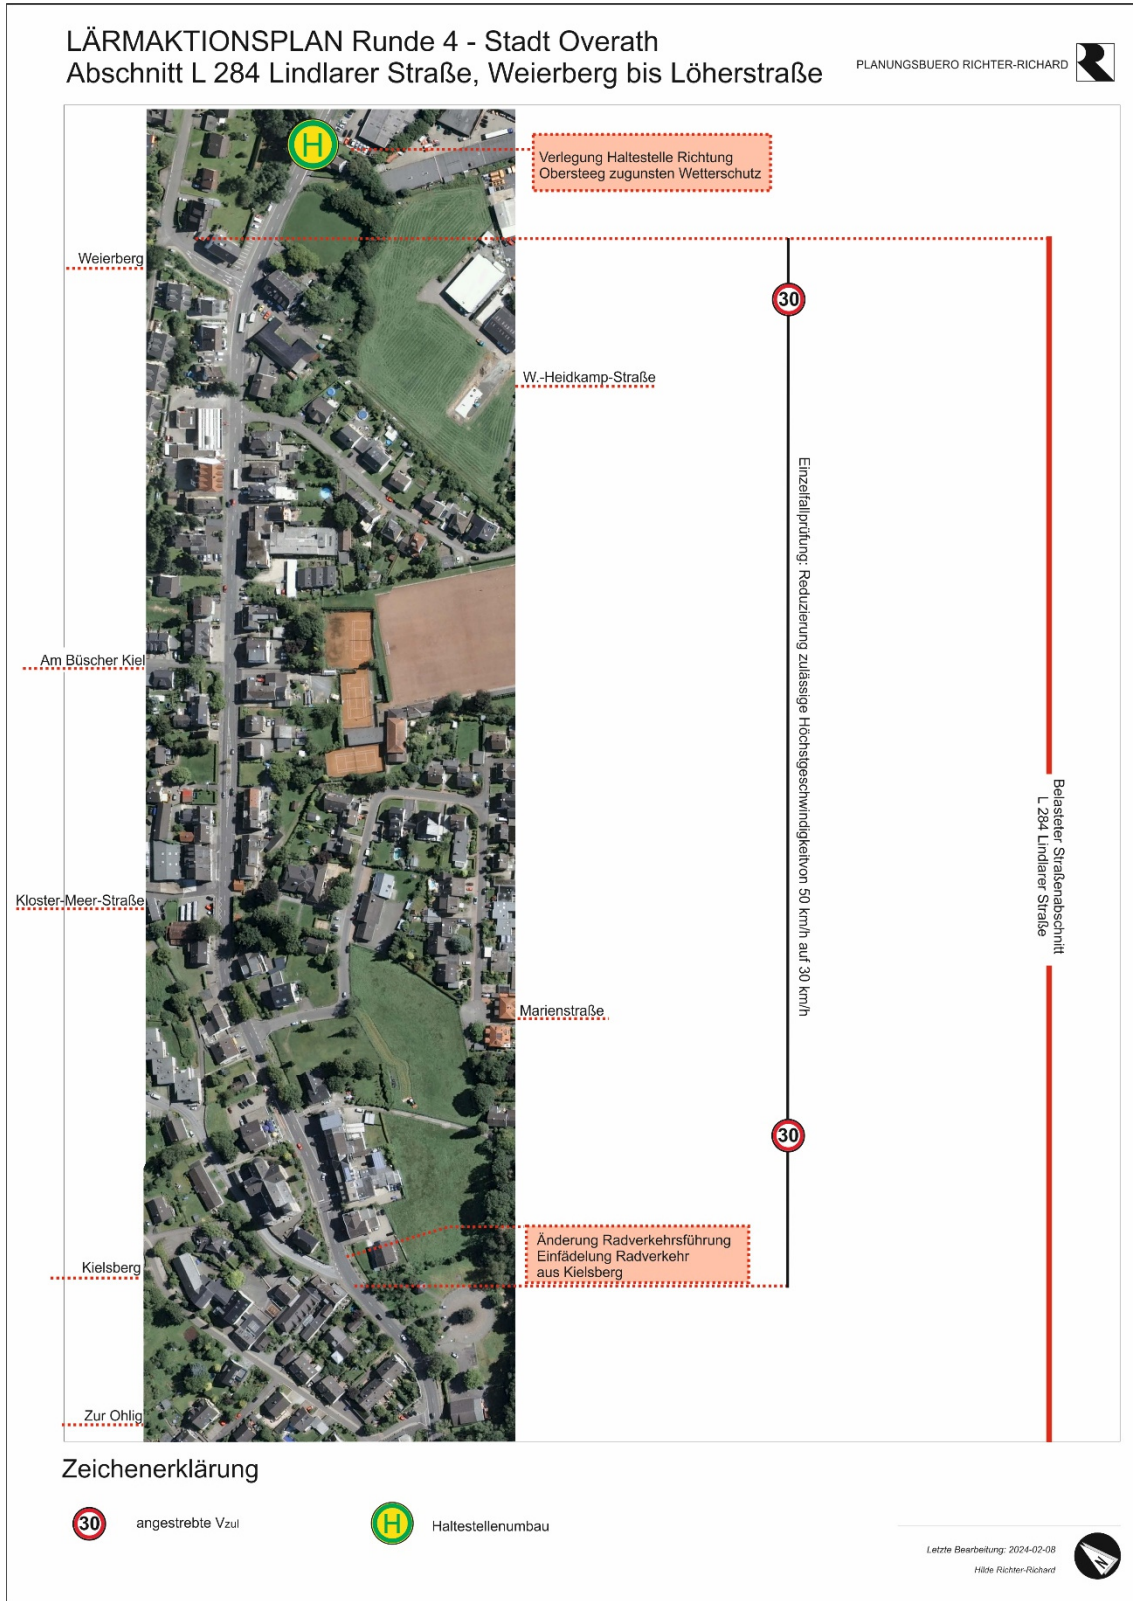 LÄRMAKTIONSPLAN Runde 4 - Stadt Overath
Abschnitt L 284 Lindlarer Straße, Weierberg bis Löherstraße
PLANUNGSBUERO RICHTER-RICHARD
H
Verlegung Haltestelle Richtung
Obersteeg zugunsten Wetterschutz
Weierberg
30
W.-Heidkamp-Straße
Einzelfallprüfung: Reduzierung zulässige Höchstgeschwindigkeitvon 50 km/h auf 30 km/h
Am Büscher Kiel
Belasteter Straßenabschnitt
L 284 Lindlarer Straße
Kloster-Meer-Straße
Marienstraße
30
Änderung Radverkehrsführung
Einfädelung Radverkehr
aus Kielsberg
Kielsberg
Zur Ohlig
Zeichenerklärung
30 angestrebte Vzul
H Haltestellenumbau
Letzte Bearbeitung: 2024-02-08
Hilde Richter-Richard
N